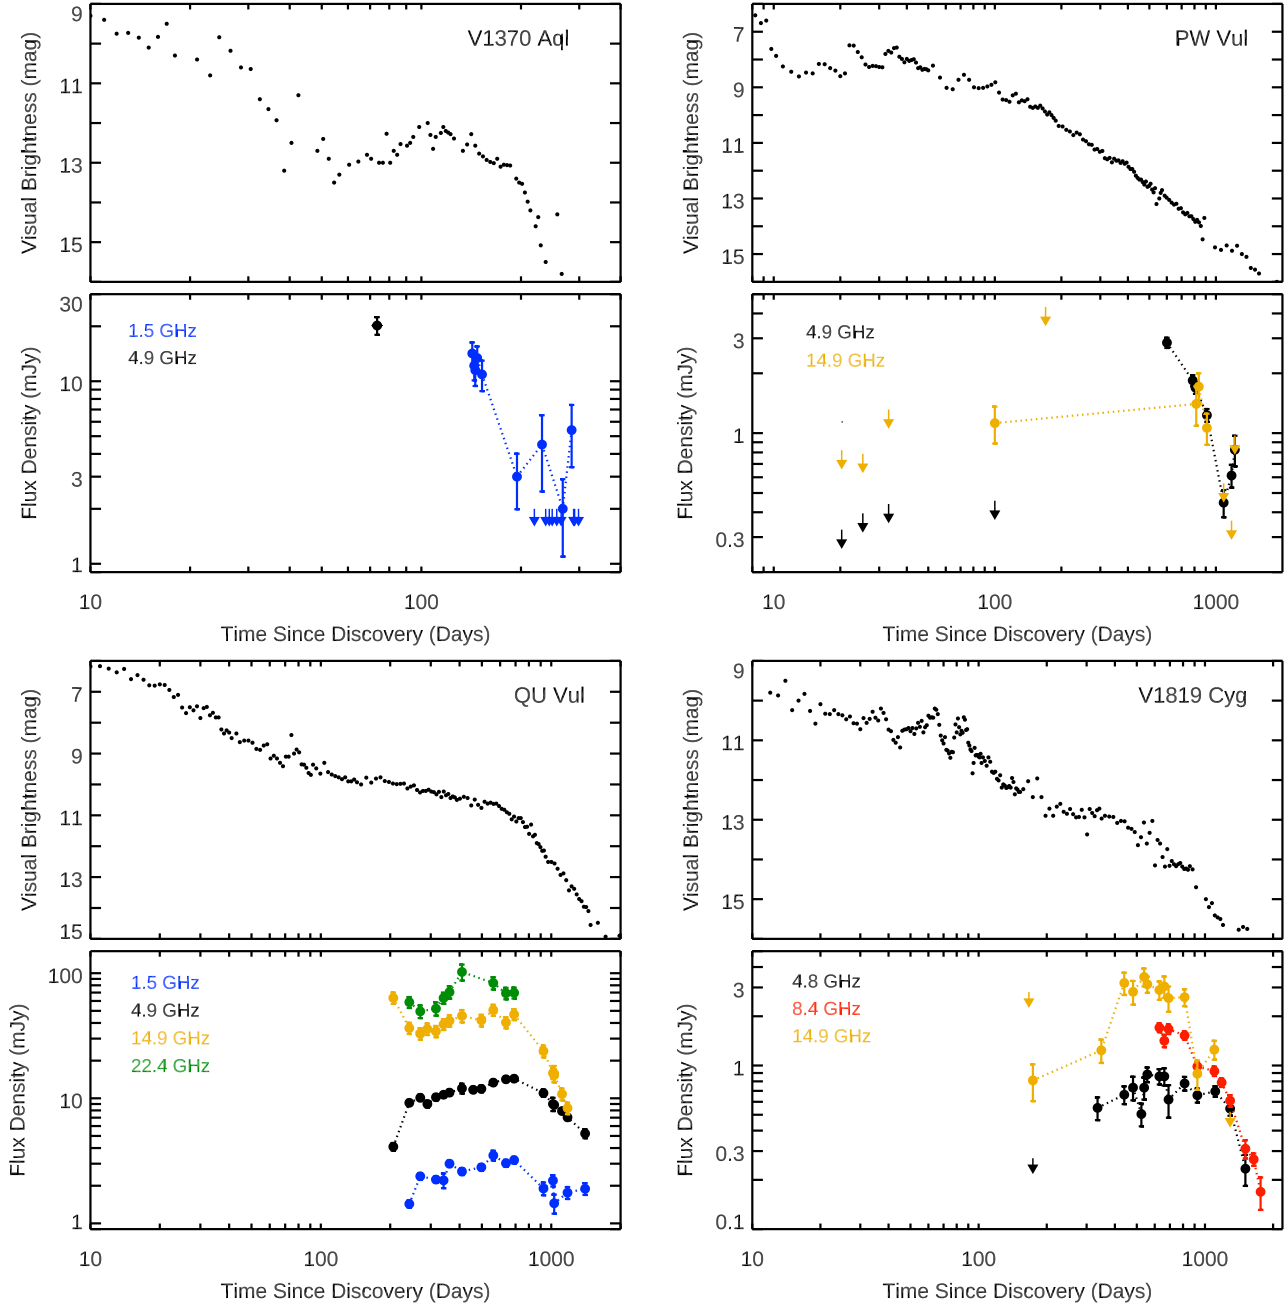 V1370 Aql
Visual Brightness (mag)
9
11
13
15
PW Vul
Visual Brightness (mag)
7
9
11
13
15
1.5 GHz
4.9 GHz
Flux Density (mJy)
30
10
3
1
10
100
Time Since Discovery (Days)
4.9 GHz
14.9 GHz
Flux Density (mJy)
3
1
0.3
10
100
1000
Time Since Discovery (Days)
QU Vul
Visual Brightness (mag)
7
9
11
13
15
V1819 Cyg
Visual Brightness (mag)
9
11
13
15
1.5 GHz
4.9 GHz
14.9 GHz
22.4 GHz
Flux Density (mJy)
100
10
1
10
100
1000
Time Since Discovery (Days)
4.8 GHz
8.4 GHz
14.9 GHz
Flux Density (mJy)
3
1
0.3
0.1
10
100
1000
Time Since Discovery (Days)